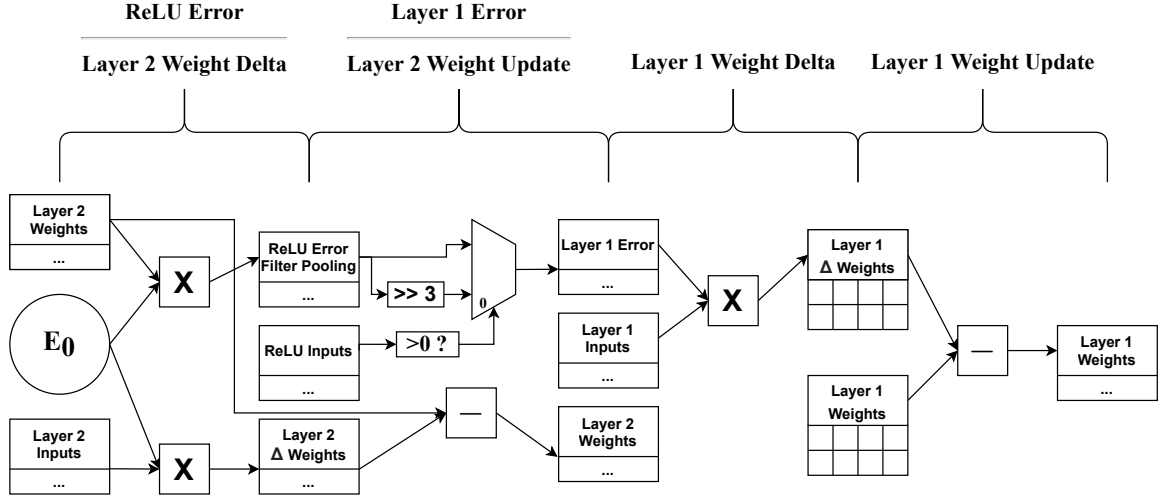 ReLU Error
Layer 1 Error
Layer 2 Weight Delta
Layer 2 Weight Update
Layer 1 Weight Delta
Layer 1 Weight Update
Layer 2
Weights
...
X
ReLU Error
Filter Pooling
...
>> 3
0
Layer 1 Error
...
X
Layer 1
Δ Weights
E0
ReLU Inputs
...
>0 ?
Layer 1
Inputs
...
—
Layer 1
Weights
...
Layer 2
Inputs
...
X
Layer 2
Δ Weights
...
—
Layer 2
Weights
...
Layer 1
Weights